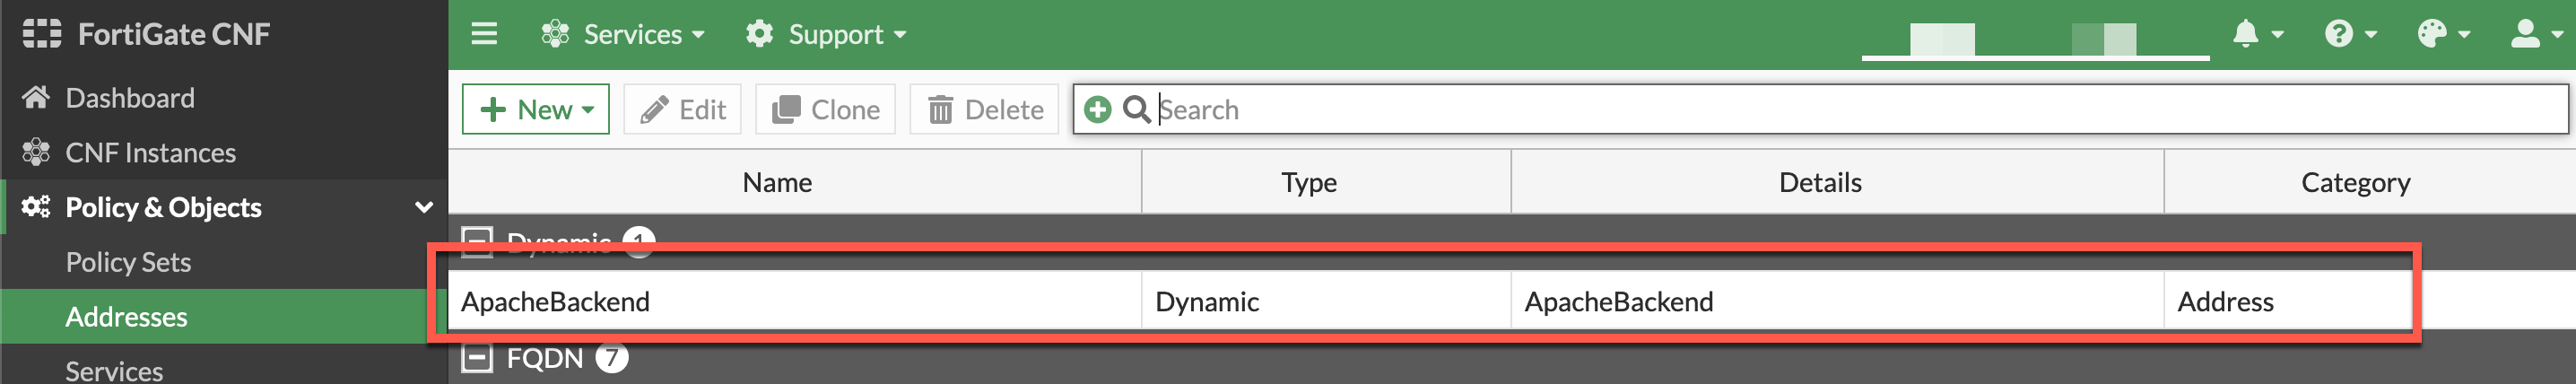 FortiGate CNF
Services
Support
Dashboard
CNF Instances
Policy & Objects
Policy Sets
Addresses
Services
New
Edit
Clone
Delete
Search
Name Type Details Category
Dynamic 1
ApacheBackend Dynamic ApacheBackend Address
FQDN 7